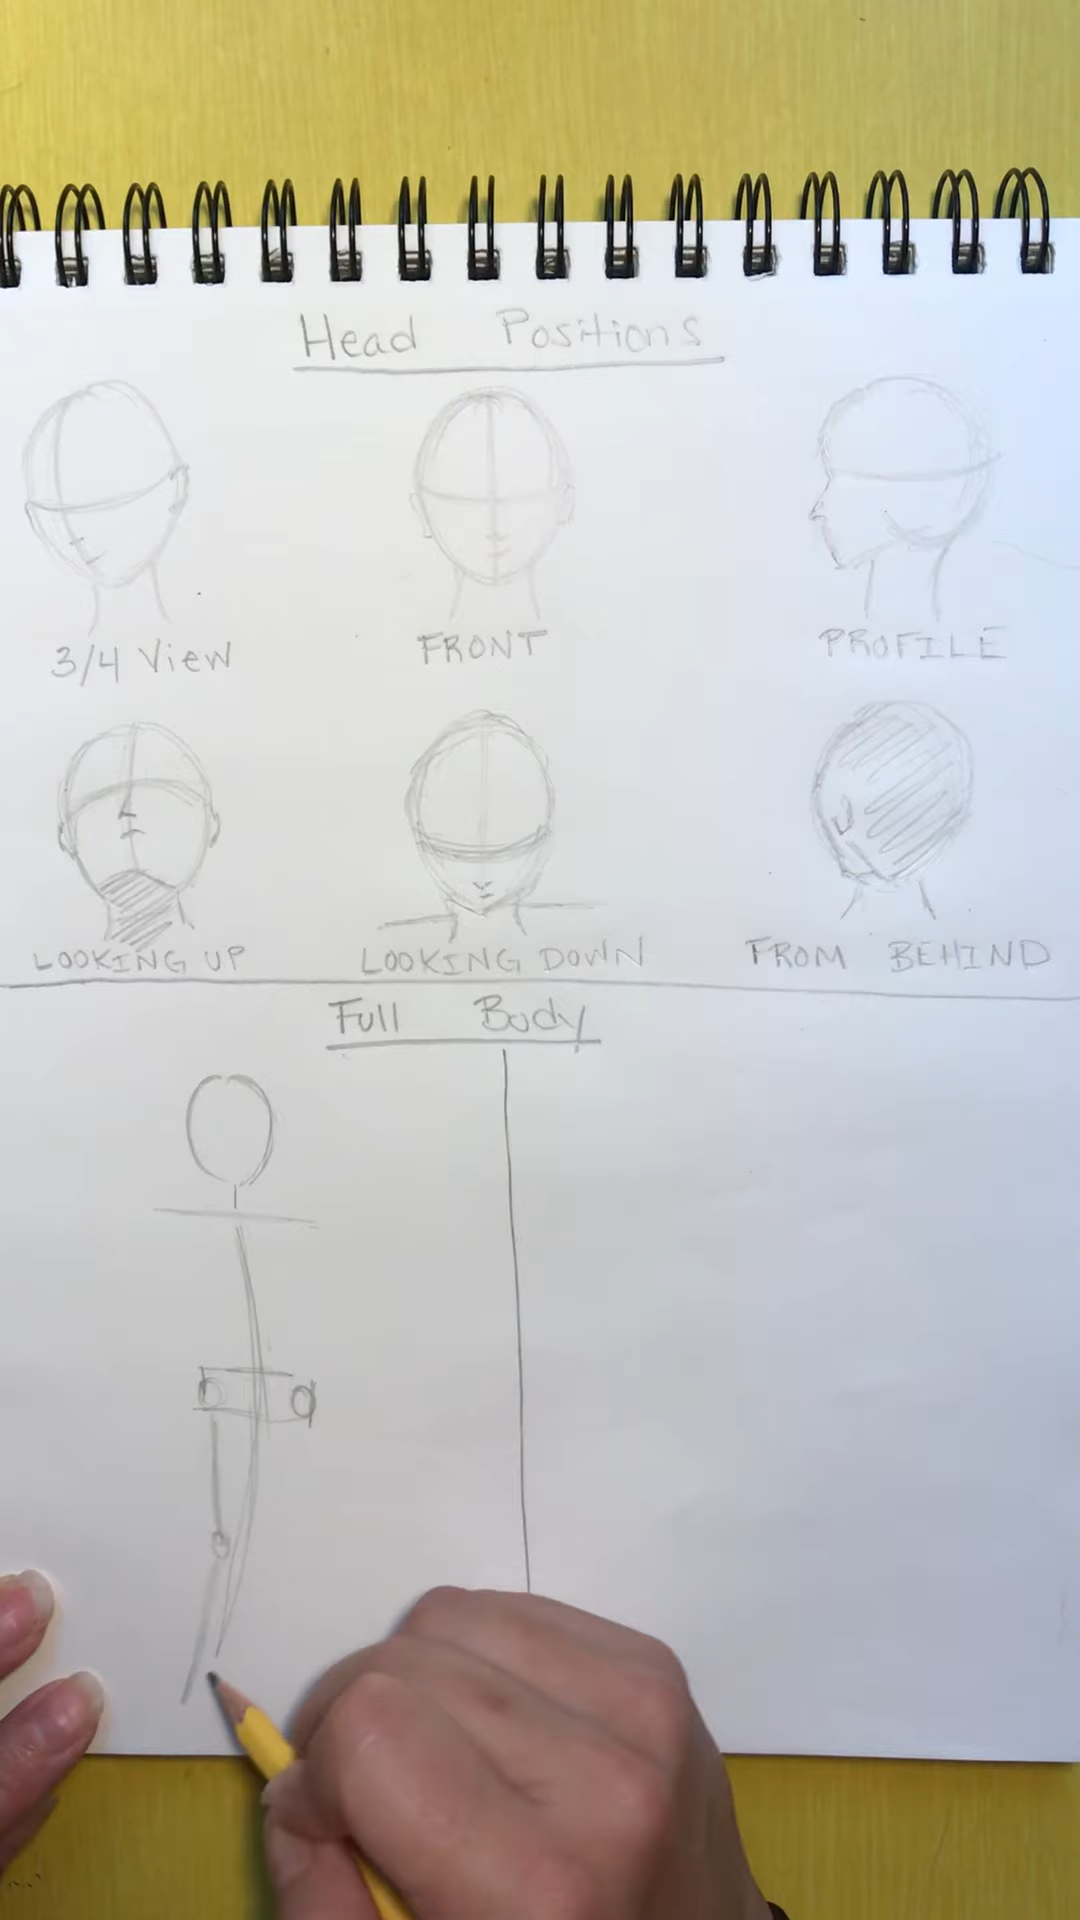 Head Positions
3/4 View
FRONT
PROFILE
LOOKING UP
LOOKING DOWN
FROM BEHIND
Full Body